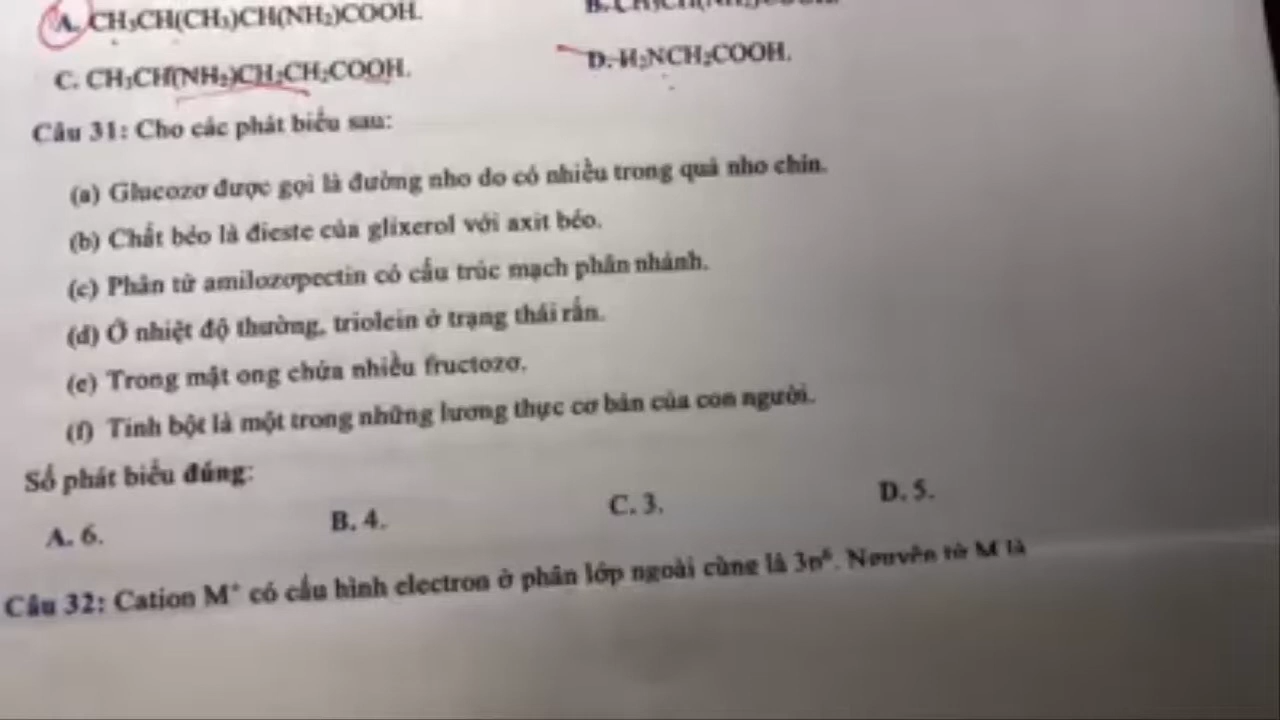 A. CH₃CH(CH₃)CH(NH₂)COOH.
C. CH₃CH(NH₂)CH₂CH₂COOH.
D. H₂NCH₂COOH.
Câu 31: Cho các phát biểu sau:
(a) Glucozơ được gọi là đường nho do có nhiều trong quả nho chín.
(b) Chất béo là đieste của glixerol với axit béo.
(c) Phân tử amilozopectin có cấu trúc mạch phân nhánh.
(d) Ở nhiệt độ thường, triolein ở trạng thái rắn.
(e) Trong mật ong chứa nhiều fructozơ.
(f) Tinh bột là một trong những lương thực cơ bản của con người.
Số phát biểu đúng:
A. 6. B. 4. C. 3. D. 5.
Câu 32: Cation M⁺ có cấu hình electron ở phân lớp ngoài cùng là 3p⁶. Nguyên tử M là